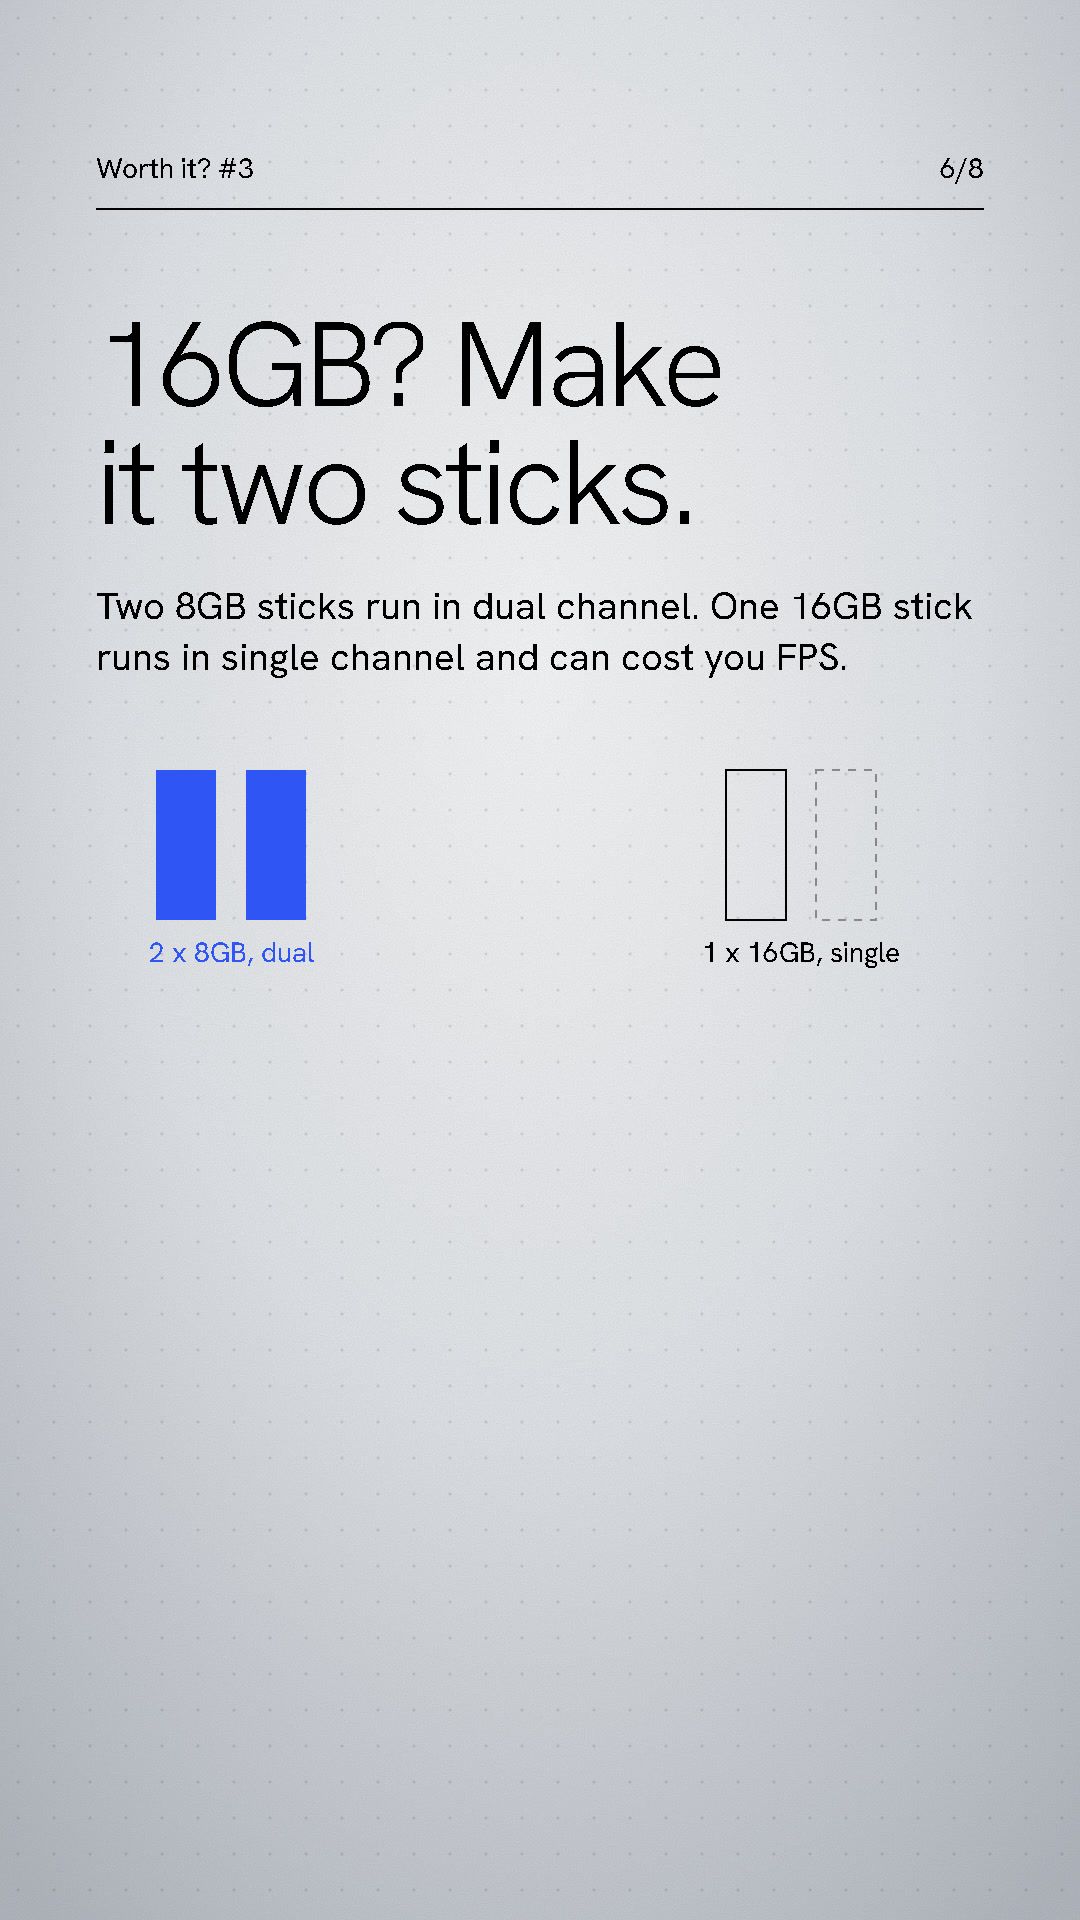 Worth it? #3
6/8
16GB? Make
it two sticks.
Two 8GB sticks run in dual channel. One 16GB stick
runs in single channel and can cost you FPS.
2 x 8GB, dual
1 x 16GB, single